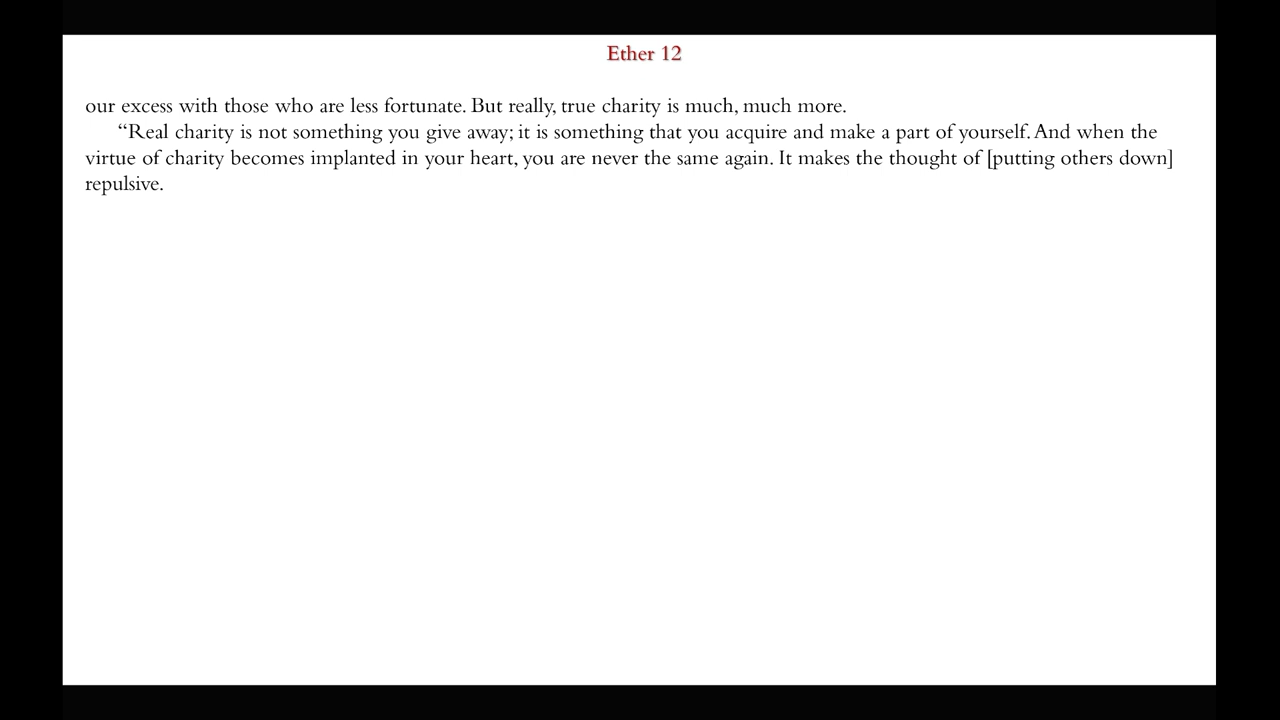 Ether 12
our excess with those who are less fortunate. But really, true charity is much, much more.
“Real charity is not something you give away; it is something that you acquire and make a part of yourself. And when the
virtue of charity becomes implanted in your heart, you are never the same again. It makes the thought of [putting others down]
repulsive.